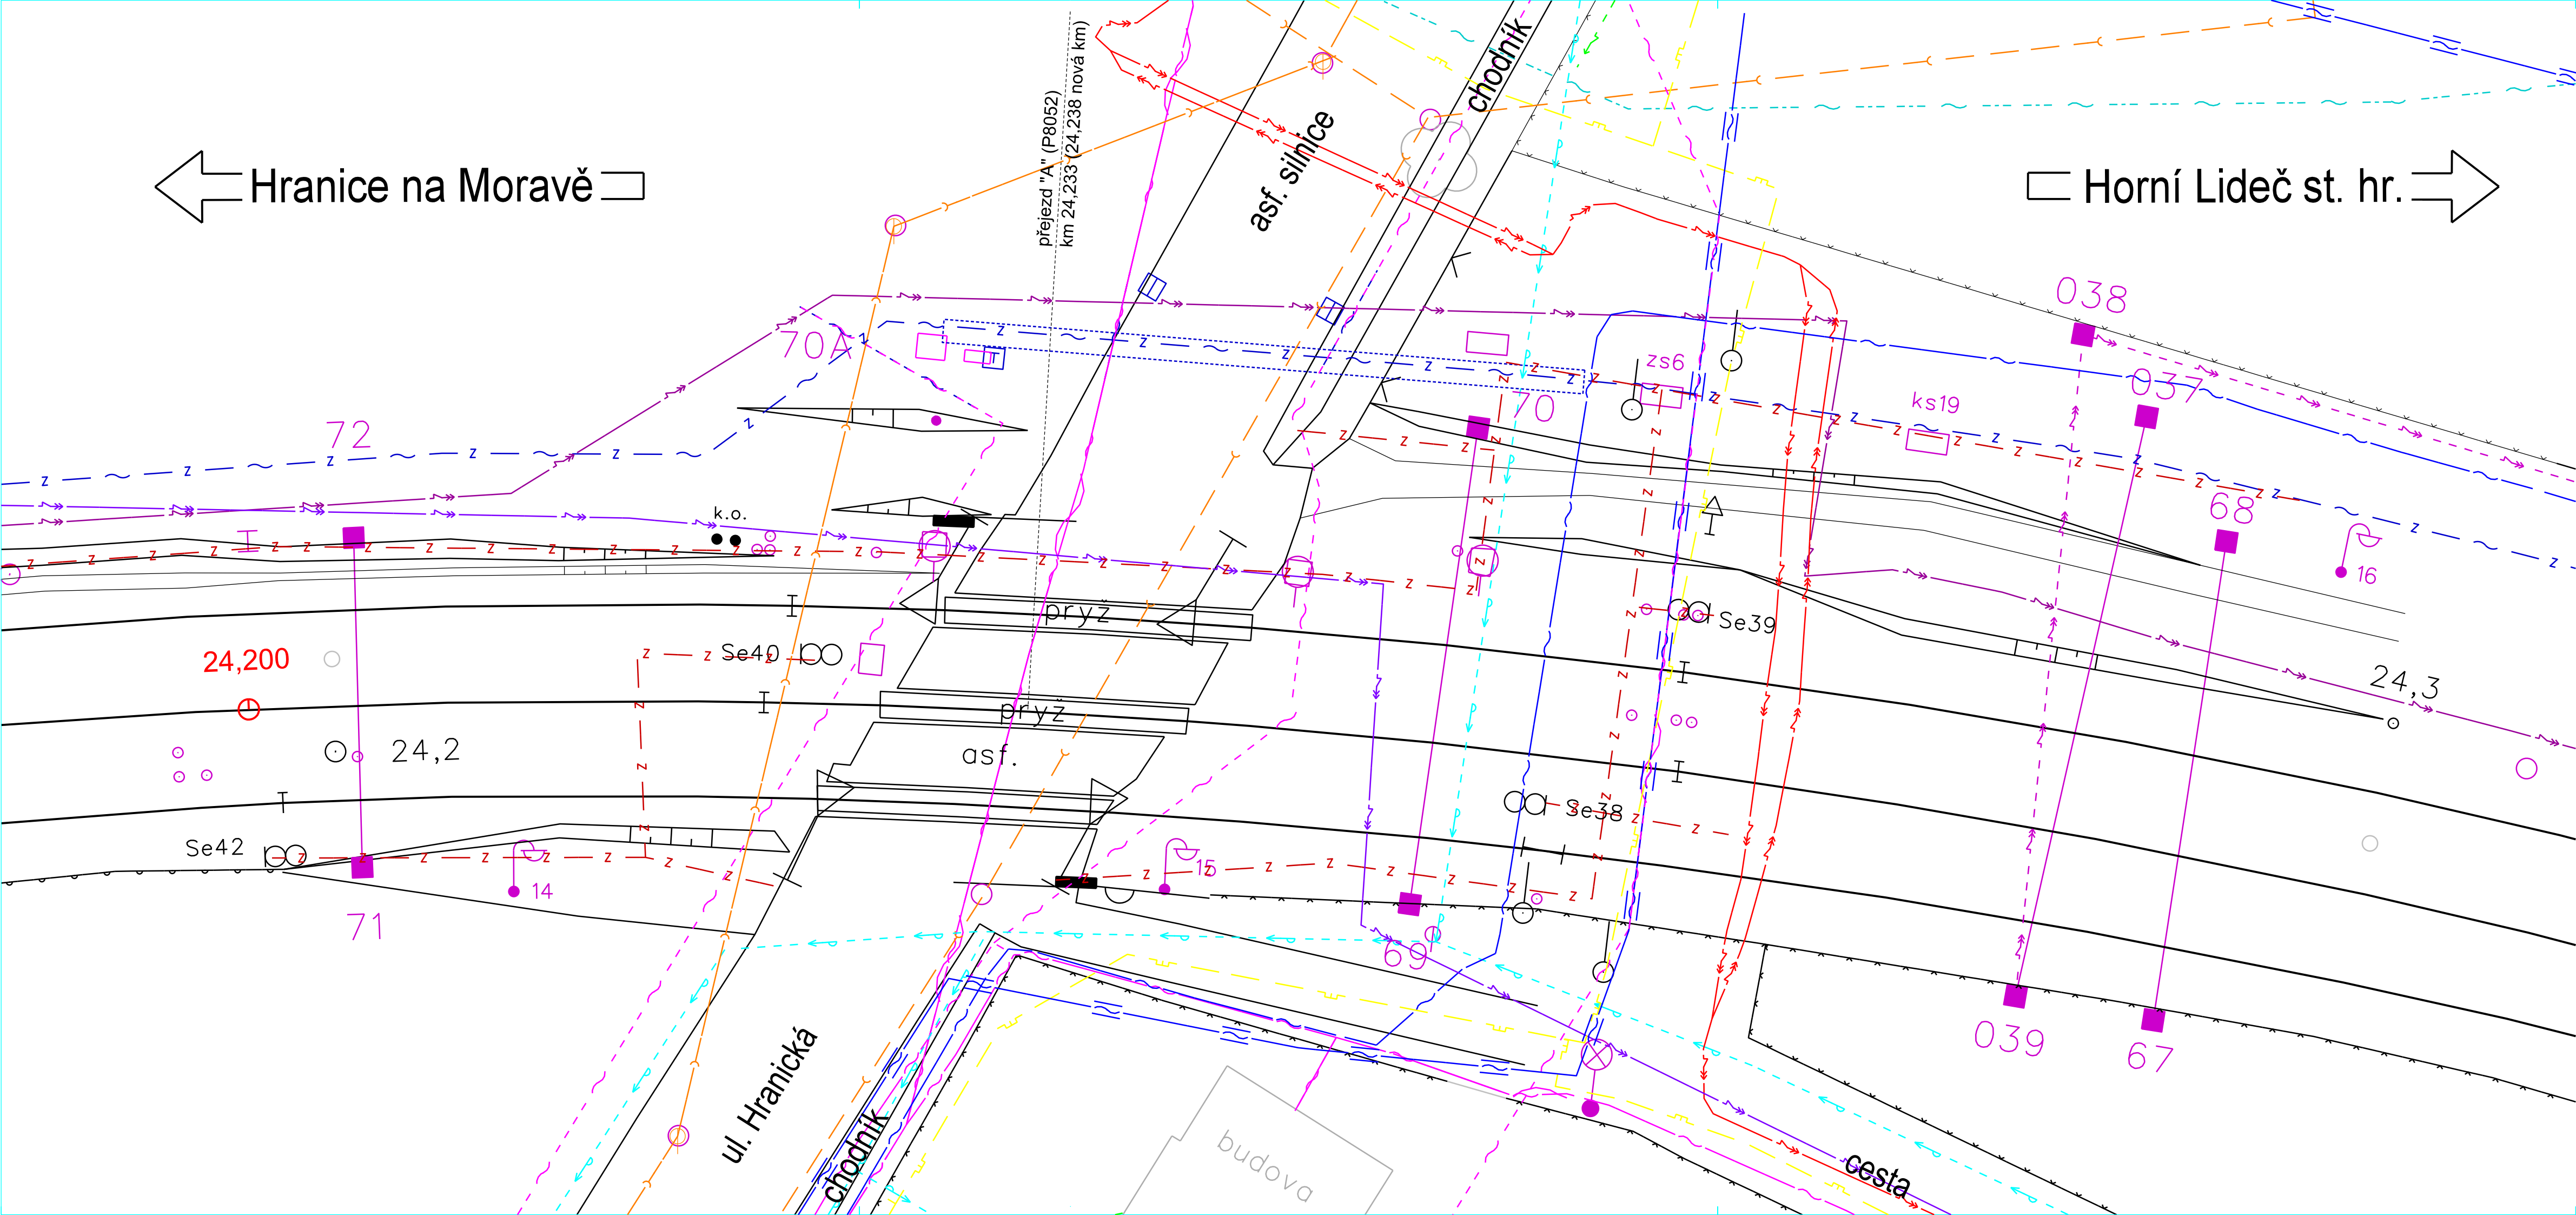 chodník
přejezd "A" (P8052)
km 24,233 (24,238 nová km)
asf. silnice
Hranice na Moravě
Horní Lideč st. hr.
038
70A
zs6
037
70
ks19
72
68
k.o.
16
pryž
Se39
24,200
Se40
24,3
pryž
24,2
asf.
Se38
Se42
14
15
71
69
039
67
ul. Hranická
chodník
budova
cesta